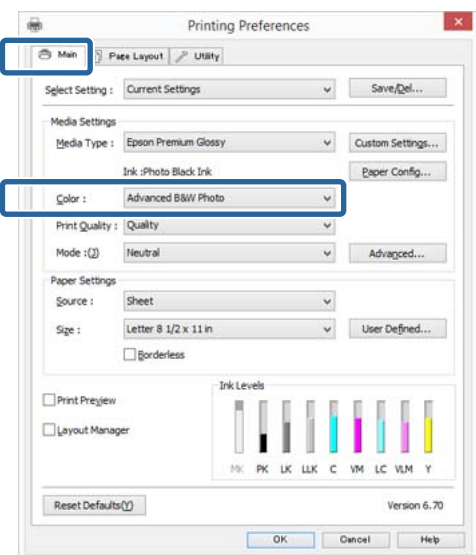 Printing Preferences
Main Page Layout Utility
Select Setting : Current Settings Save/Del...
Media Settings
Media Type : Epson Premium Glossy Custom Settings...
Ink :Photo Black Ink Paper Config...
Color : Advanced B&W Photo
Print Quality : Quality
Mode :(J) Neutral Advanced...
Paper Settings
Source : Sheet
Size : Letter 8 1/2 x 11 in User Defined...
Borderless
Ink Levels
Print Preview
Layout Manager
MK PK LK LLK C VM LC VLM Y
Reset Defaults(Y) Version 6.70
OK Cancel Help